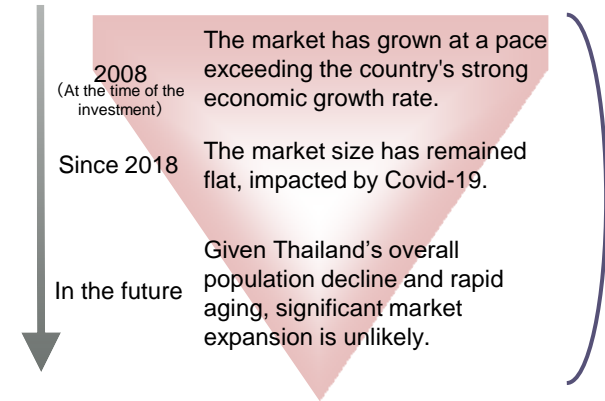 2008
（At the time of the
investment）
The market has grown at a pace
exceeding the country's strong
economic growth rate.
Since 2018
The market size has remained
flat, impacted by Covid-19.
In the future
Given Thailand’s overall
population decline and rapid
aging, significant market
expansion is unlikely.